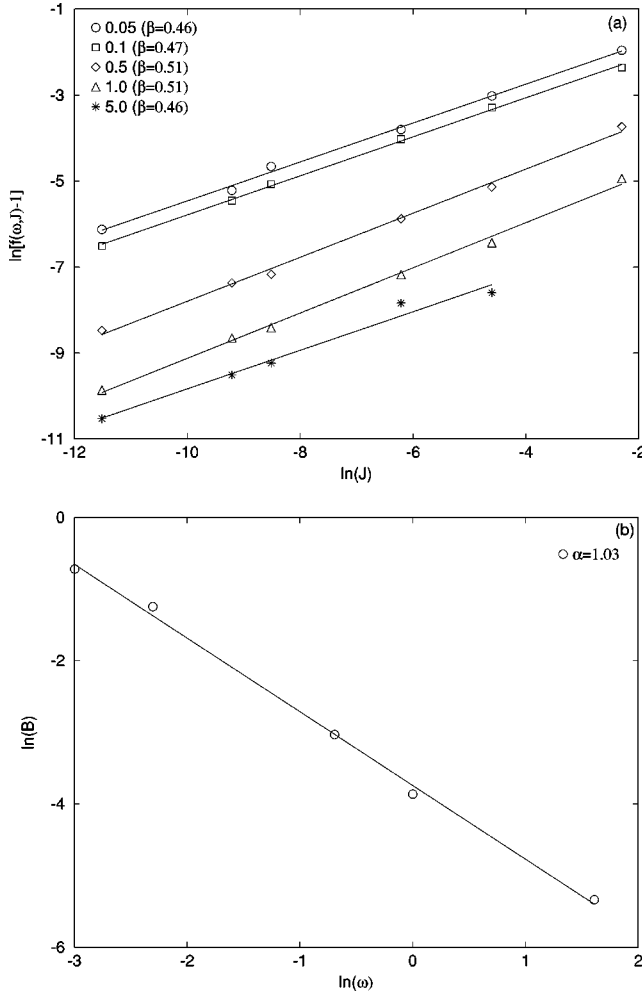 (a)
0.05 (β=0.46)
0.1 (β=0.47)
0.5 (β=0.51)
1.0 (β=0.51)
5.0 (β=0.46)
-1
-3
-5
-7
-9
-11
ln[f(ω,J)-1]
-12 -10 -8 -6 -4 -2
ln(J)
(b)
α=1.03
0
-2
-4
-6
ln(B)
-3 -2 -1 0 1 2
ln(ω)